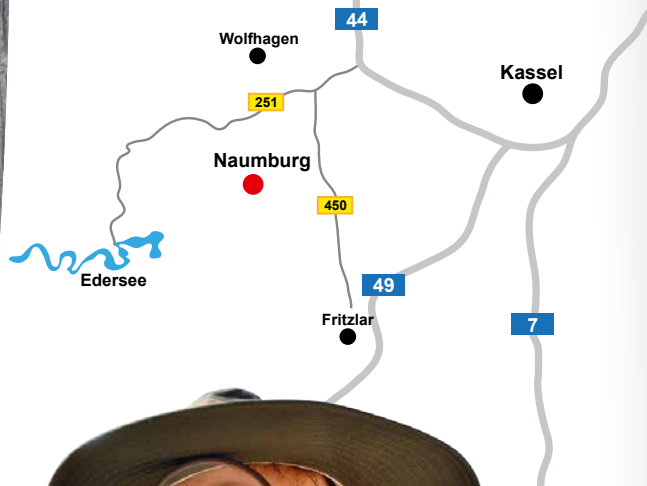 44
Wolfhagen
Kassel
251
Naumburg
450
Edersee
49
Fritzlar
7